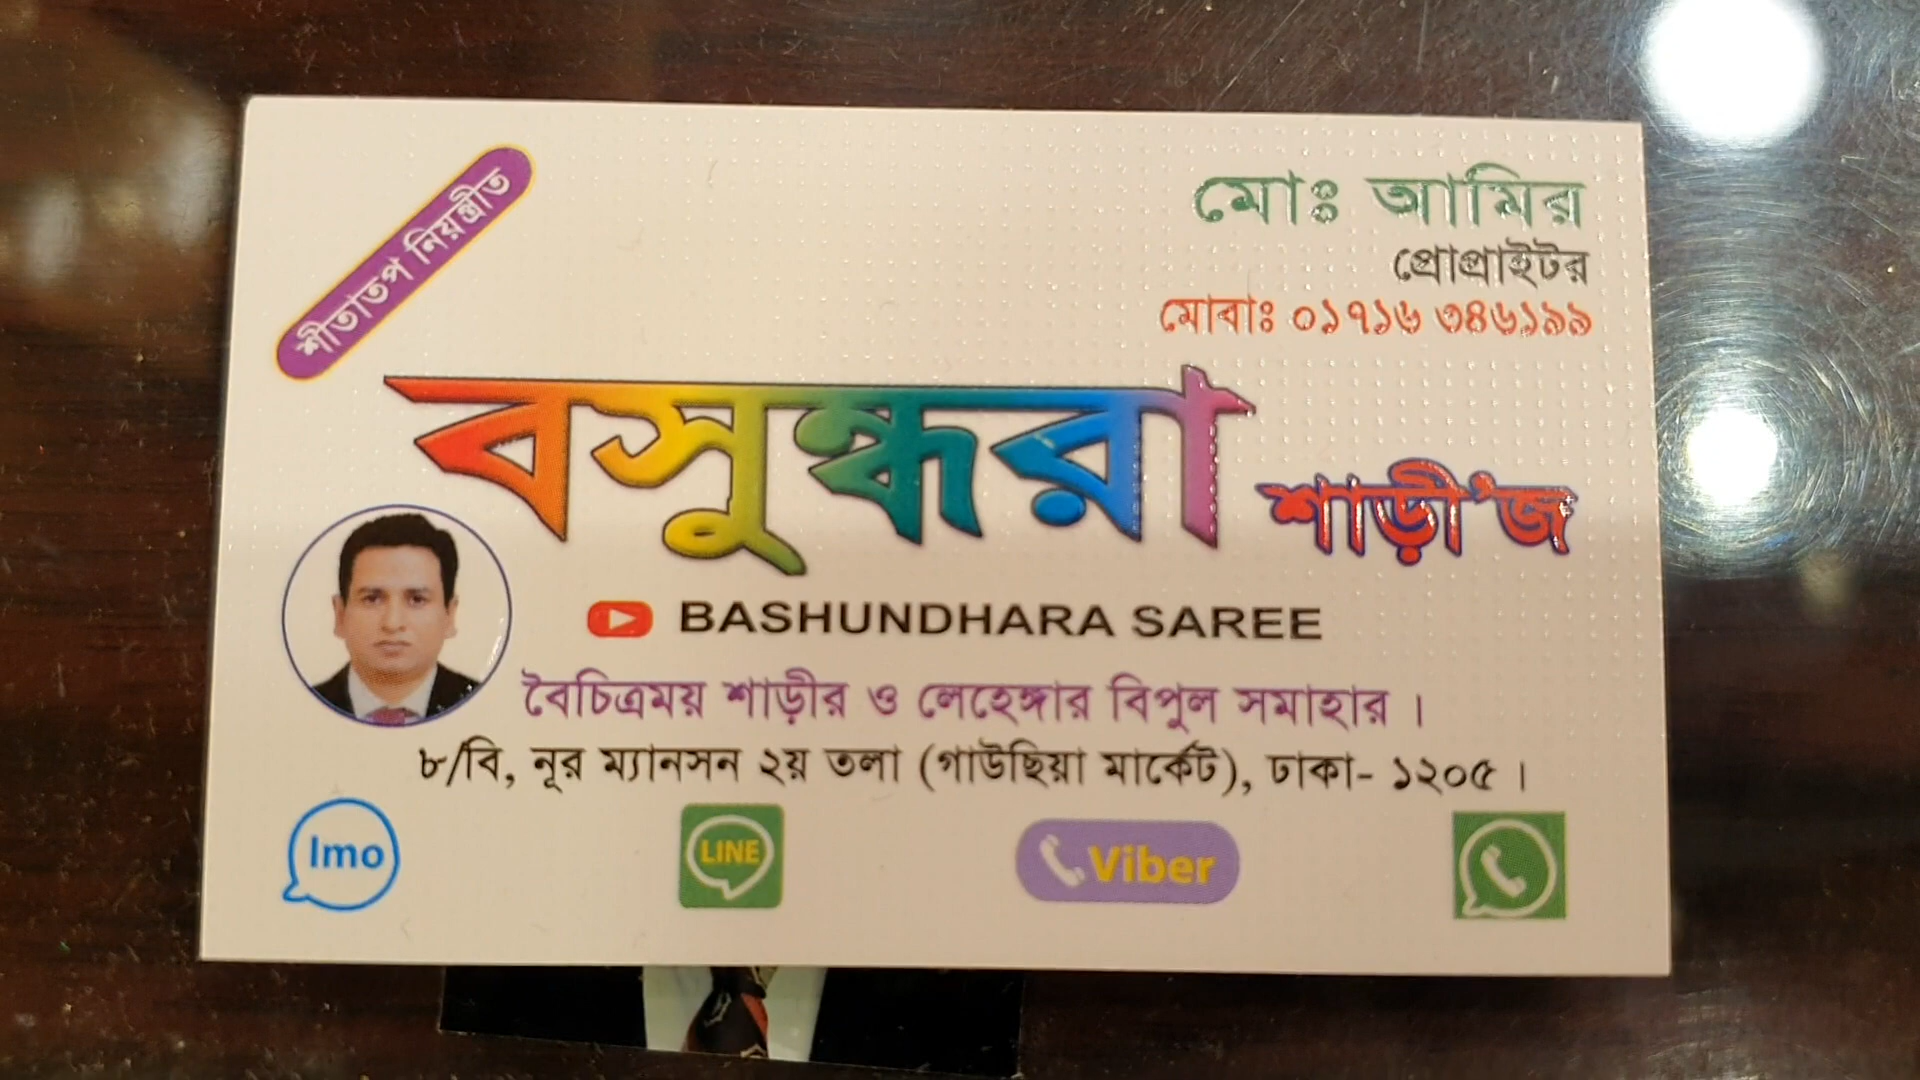 শীতাতপ নিয়ন্ত্রীত
মোঃ আমির
প্রোপ্রাইটর
মোবাঃ ০১৭১৬ ৩৪৬১৯৯
বসুন্ধরা শাড়ী'জ
BASHUNDHARA SAREE
বৈচিত্রময় শাড়ীর ও লেহেঙ্গার বিপুল সমাহার ।
৮/বি, নূর ম্যানসন ২য় তলা (গাউছিয়া মার্কেট), ঢাকা- ১২০৫ ।
Imo LINE Viber